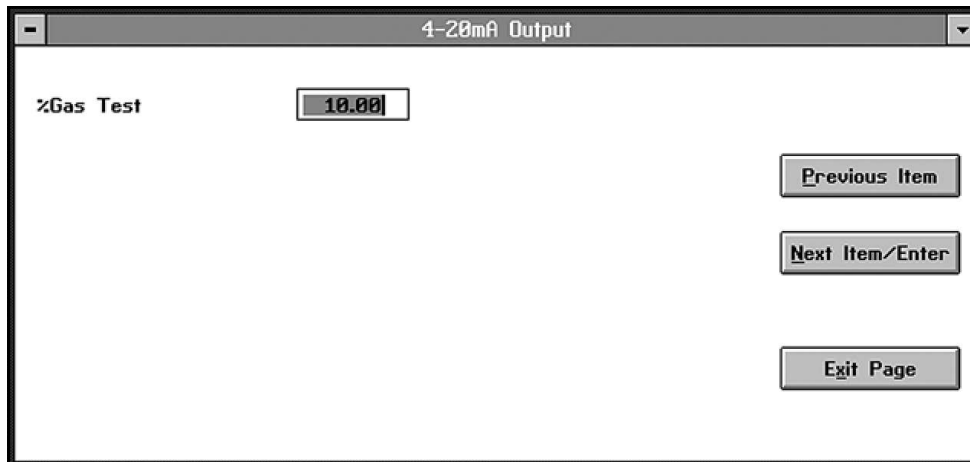 4-20mA Output
%Gas Test 10.00
Previous Item
Next Item/Enter
Exit Page